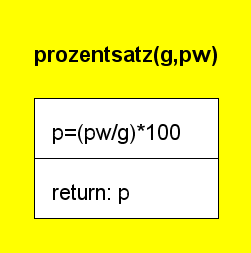 prozentsatz(g,pw)
p=(pw/g)*100
return: p